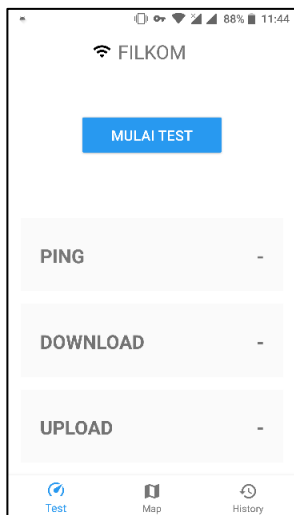 88% 11:44
FILKOM
MULAI TEST
PING -
DOWNLOAD -
UPLOAD -
Test Map History